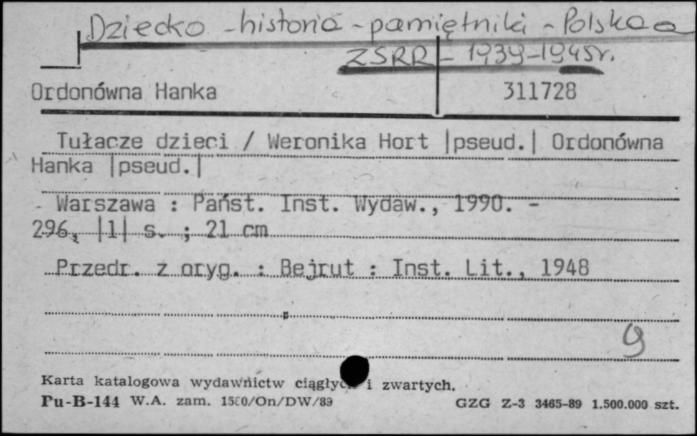 Dziecko - historia - pamiętniki - Polska a
ZSRR - 1939-1945r.
Ordonówna Hanka 311728
Tułacze dzieci / Weronika Hort |pseud.| Ordonówna
Hanka |pseud.|
Warszawa : Państ. Inst. Wydaw., 1990. -
296, |1| s. ; 21 cm
Przedr. z oryg. : Bejrut : Inst. Lit., 1948
g
Karta katalogowa wydawnictw ciągłych i zwartych.
Pu-B-144 W.A. zam. /On/DW/89 GZG Z-3 3465-89 1.500.000 szt.